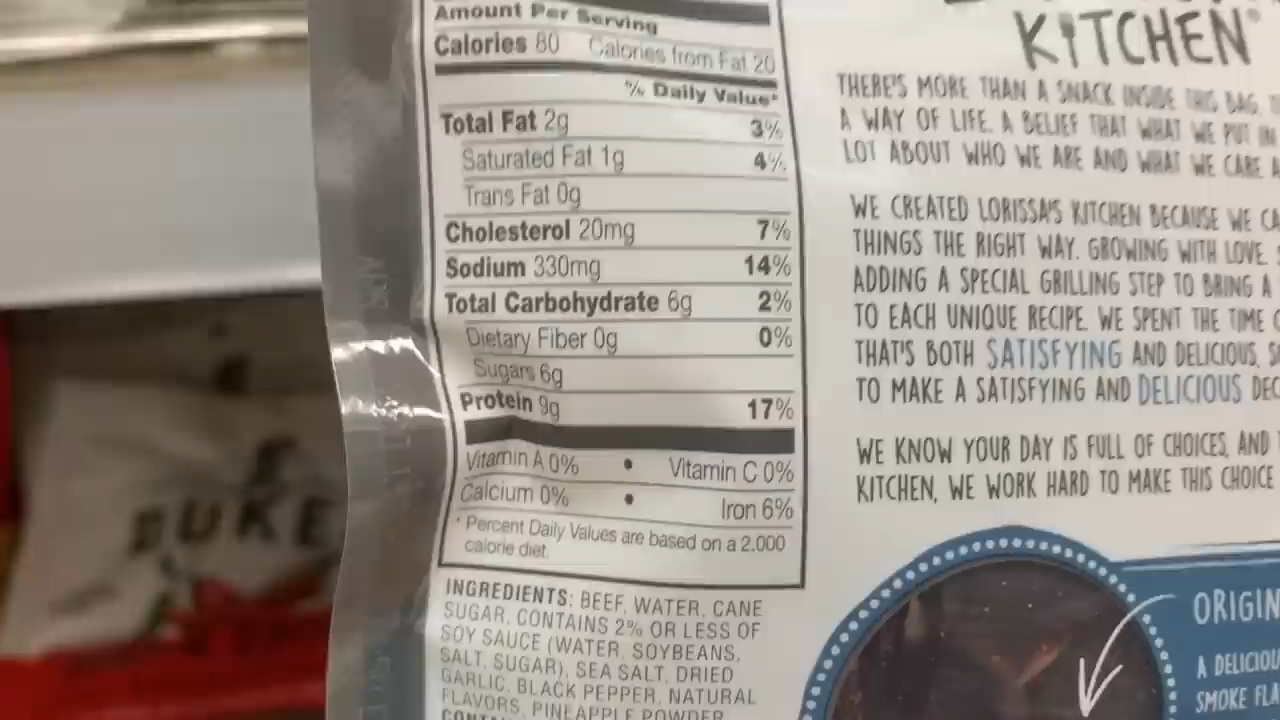 Amount Per Serving
Calories 80 Calories from Fat 20
% Daily Value*
Total Fat 2g 3%
Saturated Fat 1g 4%
Trans Fat 0g
Cholesterol 20mg 7%
Sodium 330mg 14%
Total Carbohydrate 6g 2%
Dietary Fiber 0g 0%
Sugars 6g
Protein 9g 17%
Vitamin A 0% • Vitamin C 0%
Calcium 0% • Iron 6%
* Percent Daily Values are based on a 2,000
calorie diet.
INGREDIENTS: BEEF, WATER, CANE
SUGAR, CONTAINS 2% OR LESS OF
SOY SAUCE (WATER, SOYBEANS,
SALT, SUGAR), SEA SALT, DRIED
GARLIC, BLACK PEPPER, NATURAL
FLAVORS, PINEAPPLE POWDER
KITCHEN®
THERE'S MORE THAN A SNACK INSIDE THIS BAG.
A WAY OF LIFE. A BELIEF THAT WHAT WE PUT IN
LOT ABOUT WHO WE ARE AND WHAT WE CARE
WE CREATED LORISSA'S KITCHEN BECAUSE WE
THINGS THE RIGHT WAY. GROWING WITH LOVE.
ADDING A SPECIAL GRILLING STEP TO BRING A
TO EACH UNIQUE RECIPE. WE SPENT THE TIME
THAT'S BOTH SATISFYING AND DELICIOUS.
TO MAKE A SATISFYING AND DELICIOUS
WE KNOW YOUR DAY IS FULL OF CHOICES, AND
KITCHEN, WE WORK HARD TO MAKE THIS CHOICE
ORIGIN
A DELICIOU
SMOKE FLA
DUKE